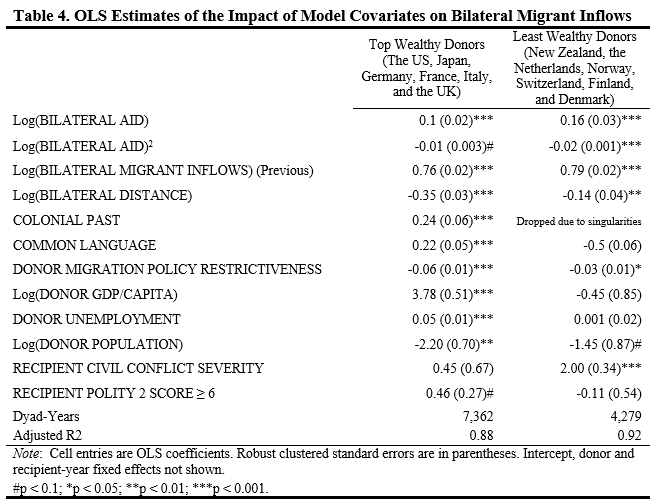 Table 4. OLS Estimates of the Impact of Model Covariates on Bilateral Migrant Inflows
Top Wealthy Donors (The US, Japan, Germany, France, Italy, and the UK) Least Wealthy Donors (New Zealand, the Netherlands, Norway, Switzerland, Finland, and Denmark)
Log(BILATERAL AID) 0.1 (0.02)*** 0.16 (0.03)***
Log(BILATERAL AID)² -0.01 (0.003)# -0.02 (0.001)***
Log(BILATERAL MIGRANT INFLOWS) (Previous) 0.76 (0.02)*** 0.79 (0.02)***
Log(BILATERAL DISTANCE) -0.35 (0.03)*** -0.14 (0.04)**
COLONIAL PAST 0.24 (0.06)*** Dropped due to singularities
COMMON LANGUAGE 0.22 (0.05)*** -0.5 (0.06)
DONOR MIGRATION POLICY RESTRICTIVENESS -0.06 (0.01)*** -0.03 (0.01)*
Log(DONOR GDP/CAPITA) 3.78 (0.51)*** -0.45 (0.85)
DONOR UNEMPLOYMENT 0.05 (0.01)*** 0.001 (0.02)
Log(DONOR POPULATION) -2.20 (0.70)** -1.45 (0.87)#
RECIPIENT CIVIL CONFLICT SEVERITY 0.45 (0.67) 2.00 (0.34)***
RECIPIENT POLITY 2 SCORE ≥ 6 0.46 (0.27)# -0.11 (0.54)
Dyad-Years 7,362 4,279
Adjusted R2 0.88 0.92
Note: Cell entries are OLS coefficients. Robust clustered standard errors are in parentheses. Intercept, donor and
recipient-year fixed effects not shown.
#p < 0.1; *p < 0.05; **p < 0.01; ***p < 0.001.